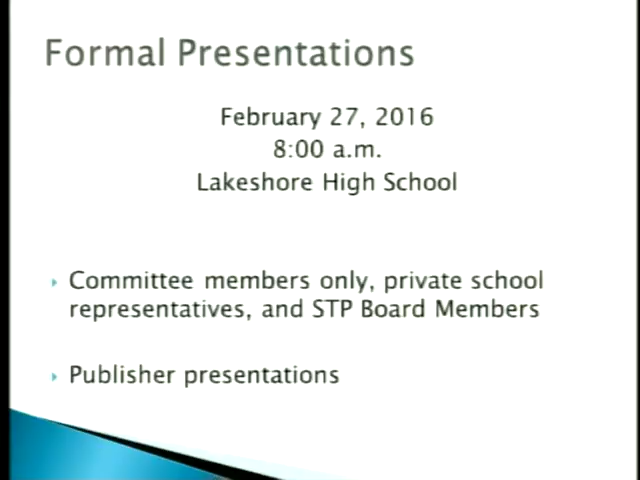 Formal Presentations
February 27, 2016
8:00 a.m.
Lakeshore High School
Committee members only, private school
representatives, and STP Board Members
Publisher presentations